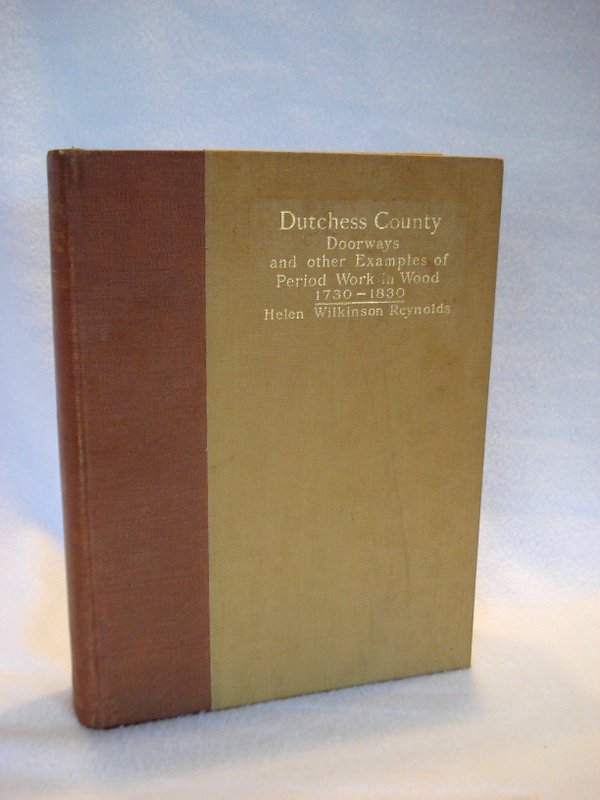 Dutchess County
Doorways
and other Examples of
Period Work in Wood
1730-1830
Helen Wilkinson Reynolds